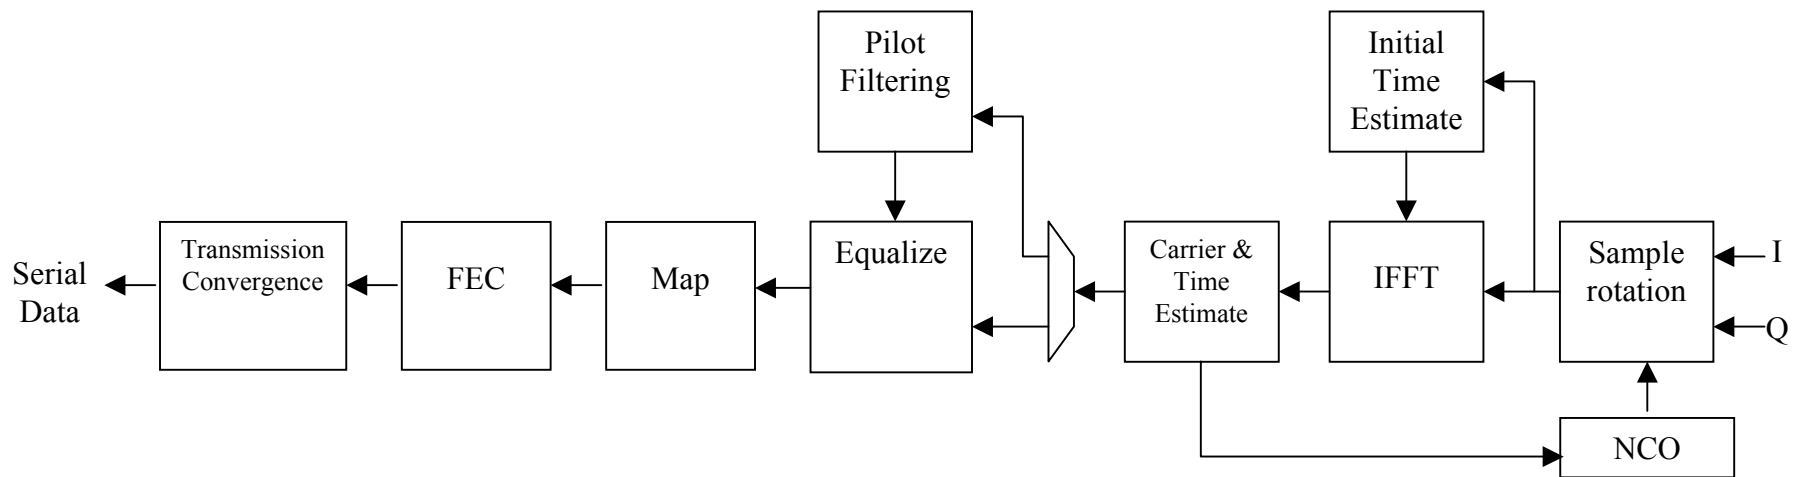 Pilot
Filtering
Initial
Time
Estimate
Serial
Data
Transmission
Convergence
FEC
Map
Equalize
Carrier &
Time
Estimate
IFFT
Sample
rotation
I
Q
NCO